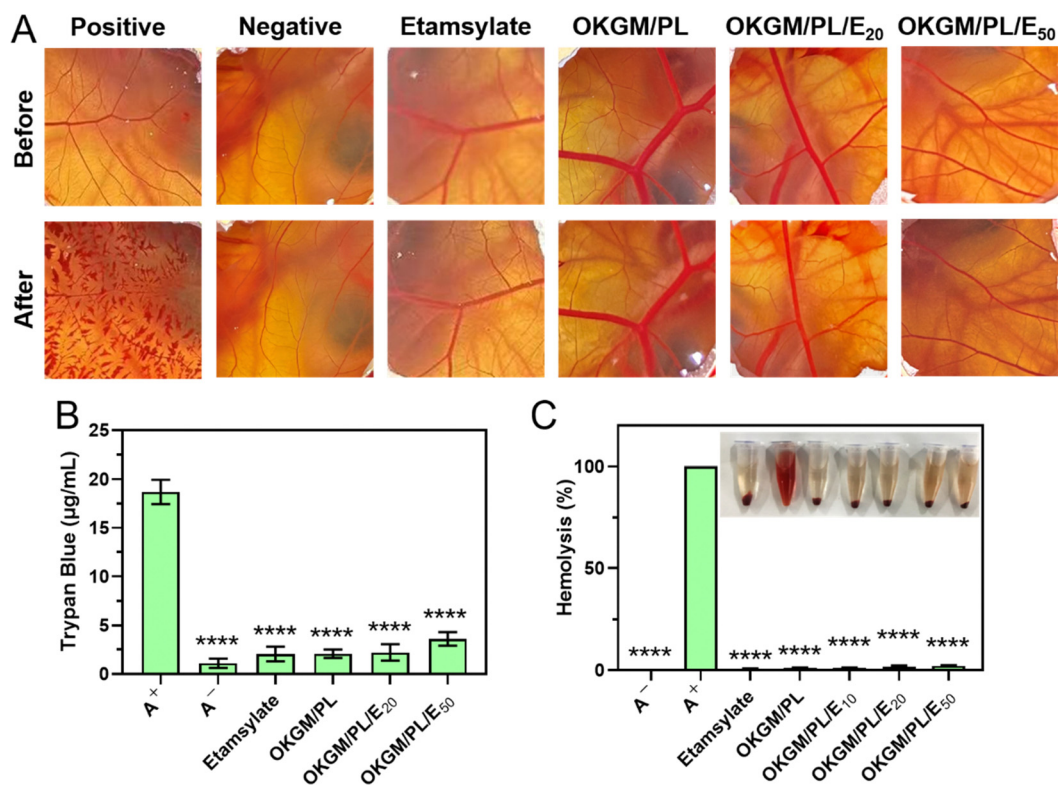 A
Positive Negative Etamsylate OKGM/PL OKGM/PL/E₂₀ OKGM/PL/E₅₀
Before
After
B
Trypan Blue (µg/mL)
25
20
15
10
5
0
****
****
****
****
****
A⁺
A⁻
Etamsylate
OKGM/PL
OKGM/PL/E₂₀
OKGM/PL/E₅₀
C
Hemolysis (%)
100
50
0
****
****
****
****
****
****
A⁻
A⁺
Etamsylate
OKGM/PL
OKGM/PL/E₁₀
OKGM/PL/E₂₀
OKGM/PL/E₅₀